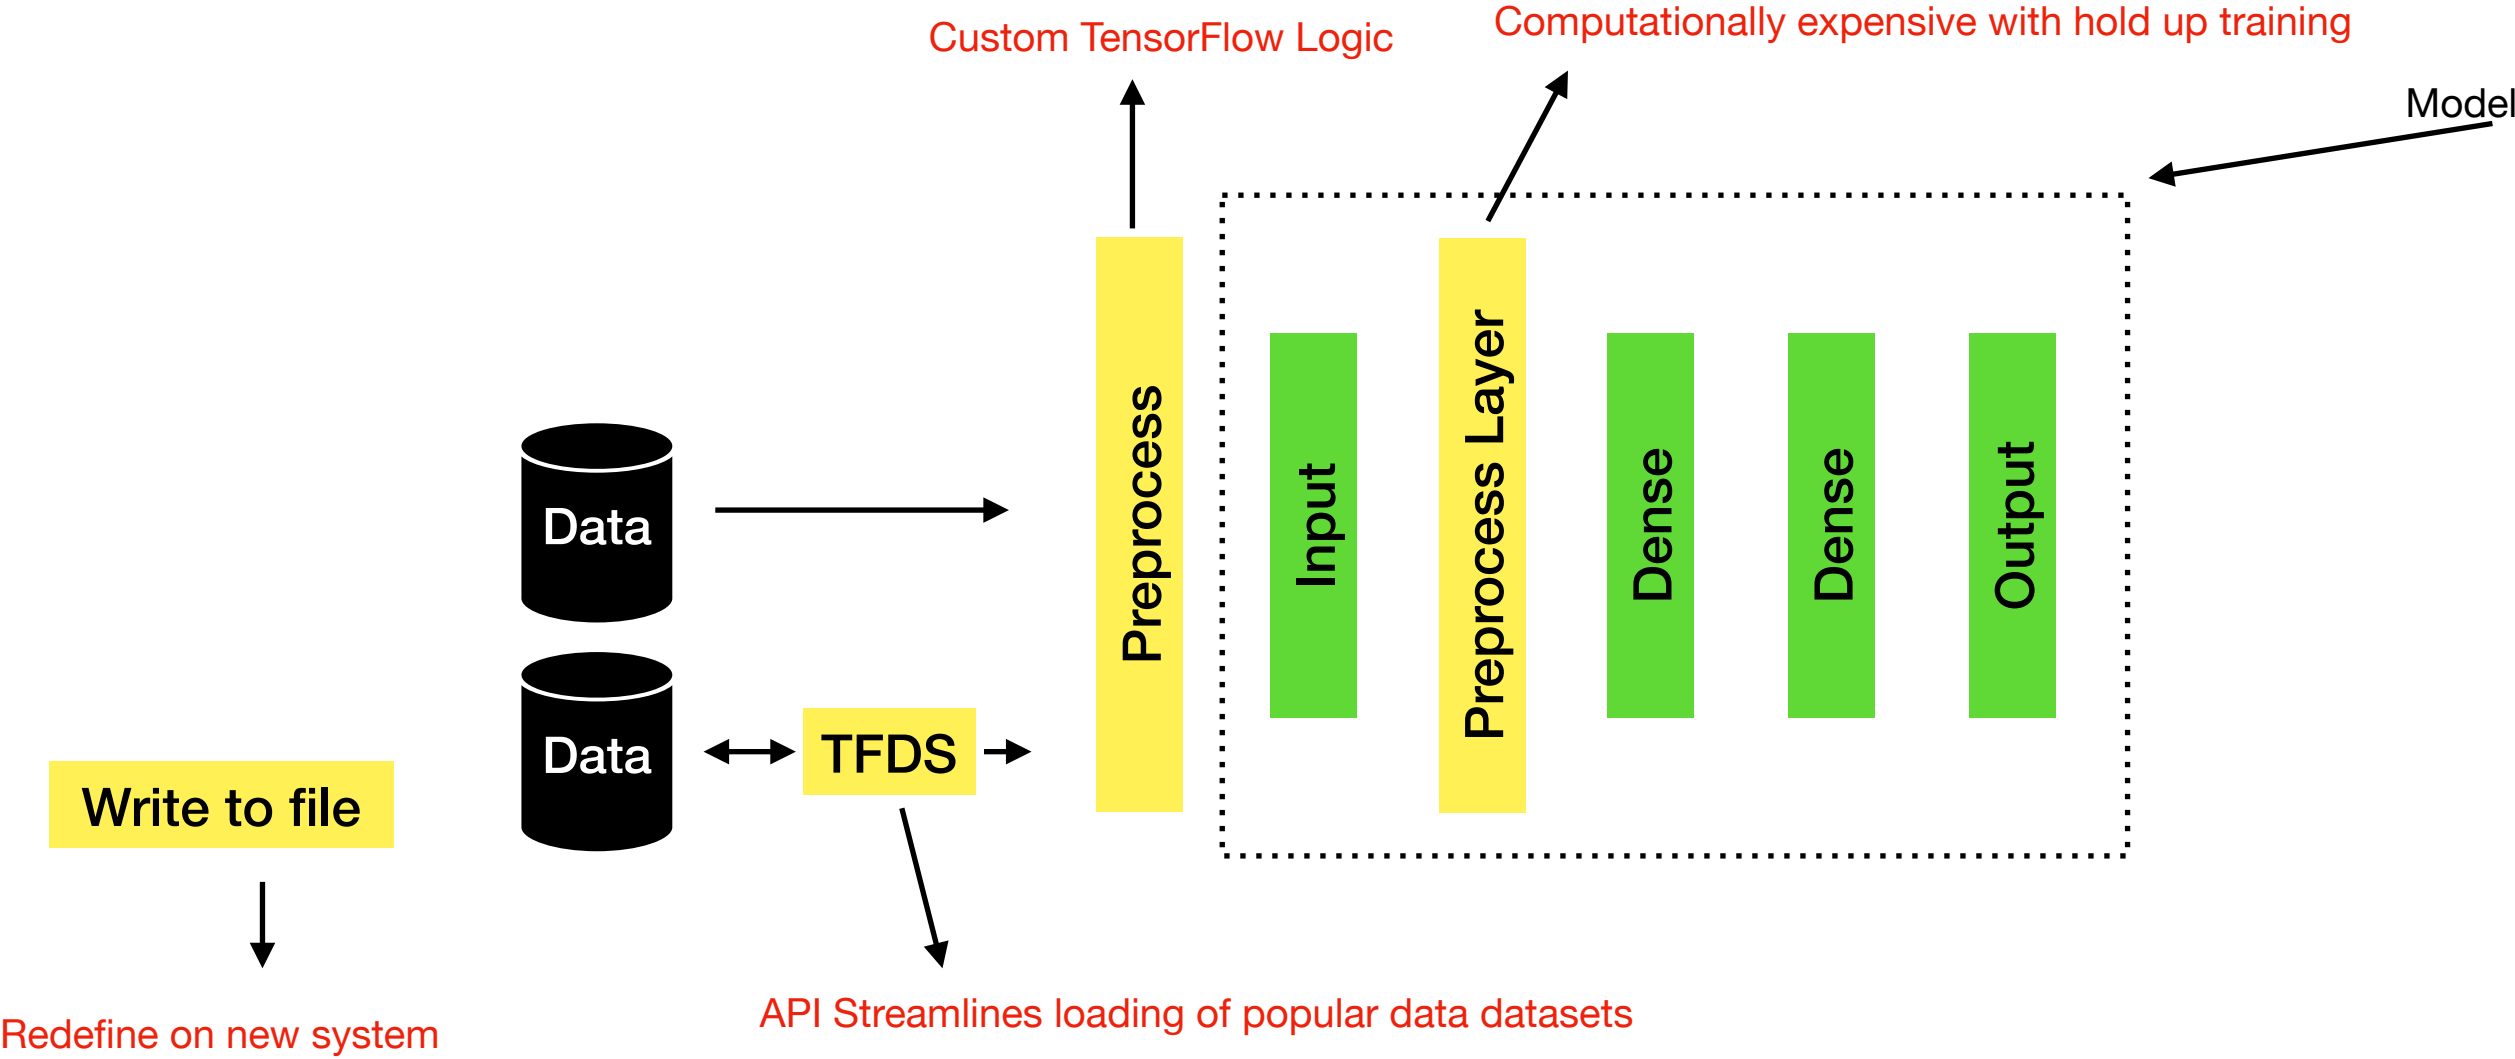 Custom TensorFlow Logic
Computationally expensive with hold up training
Model
Preprocess
Input
Preprocess Layer
Dense
Dense
Output
Data
Data
TFDS
Write to file
API Streamlines loading of popular data datasets
Redefine on new system